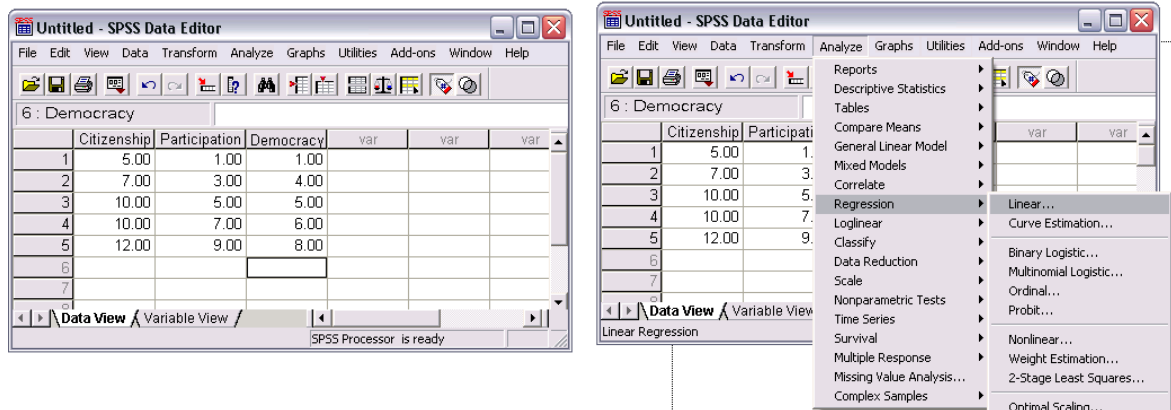 Untitled - SPSS Data Editor
File Edit View Data Transform Analyze Graphs Utilities Add-ons Window Help
6 : Democracy
Citizenship Participation Democracy var var var
1 5.00 1.00 1.00
2 7.00 3.00 4.00
3 10.00 5.00 5.00
4 10.00 7.00 6.00
5 12.00 9.00 8.00
6
7
Data View Variable View
SPSS Processor is ready
Untitled - SPSS Data Editor
File Edit View Data Transform Analyze Graphs Utilities Add-ons Window Help
6 : Democracy
Citizenship Participati var var
1 5.00 1.
2 7.00 3.
3 10.00 5.
4 10.00 7.
5 12.00 9.
6
7
Data View Variable View
Linear Regression
Reports
Descriptive Statistics
Tables
Compare Means
General Linear Model
Mixed Models
Correlate
Regression
Loglinear
Classify
Data Reduction
Scale
Nonparametric Tests
Time Series
Survival
Multiple Response
Missing Value Analysis...
Complex Samples
Linear...
Curve Estimation...
Binary Logistic...
Multinomial Logistic...
Ordinal...
Probit...
Nonlinear...
Weight Estimation...
2-Stage Least Squares...
Optimal Scaling...